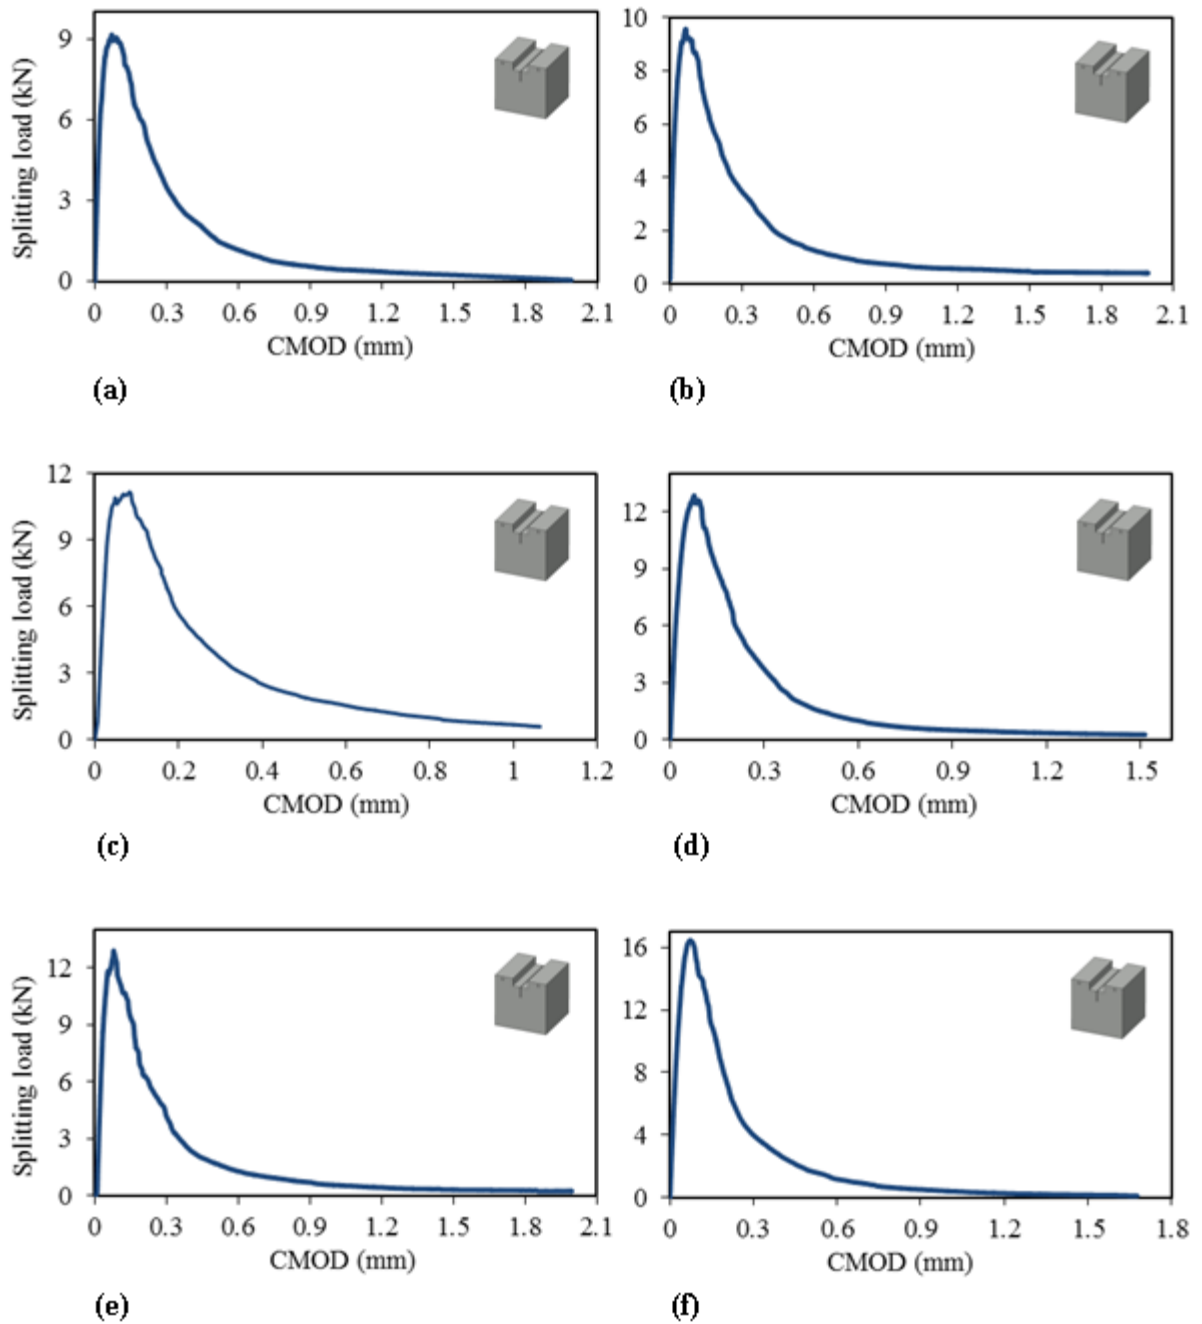 9
6
3
0
Splitting load (kN)
0 0.3 0.6 0.9 1.2 1.5 1.8 2.1
CMOD (mm)
(a)
10
8
6
4
2
0
0 0.3 0.6 0.9 1.2 1.5 1.8 2.1
CMOD (mm)
(b)
12
9
6
3
0
Splitting load (kN)
0 0.2 0.4 0.6 0.8 1 1.2
CMOD (mm)
(c)
12
9
6
3
0
0 0.3 0.6 0.9 1.2 1.5
CMOD (mm)
(d)
12
9
6
3
0
Splitting load (kN)
0 0.3 0.6 0.9 1.2 1.5 1.8 2.1
CMOD (mm)
(e)
16
12
8
4
0
0 0.3 0.6 0.9 1.2 1.5 1.8
CMOD (mm)
(f)